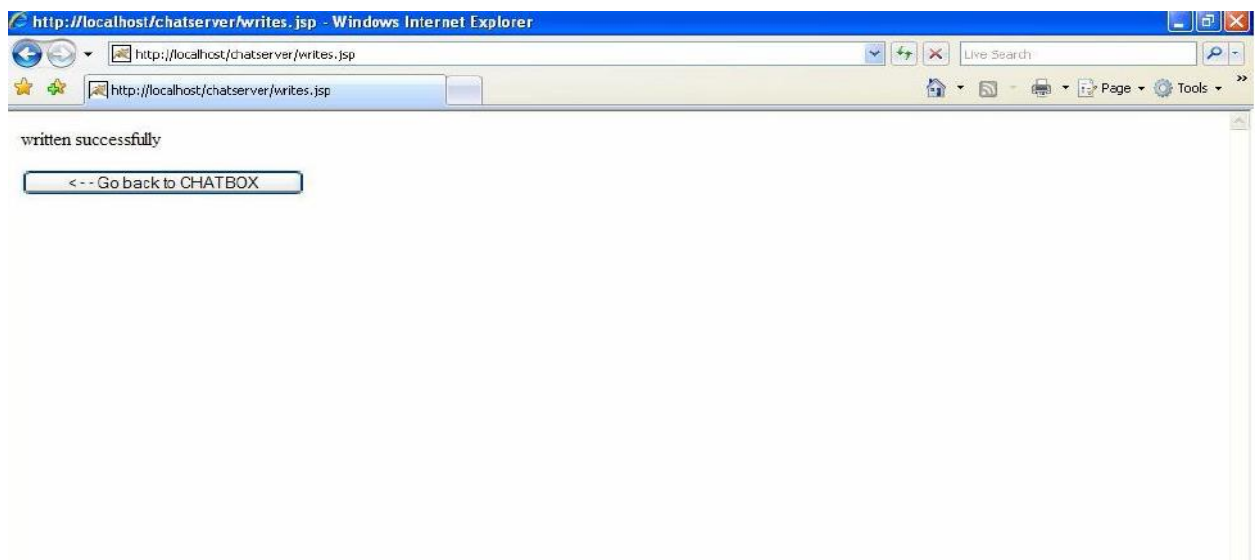 http://localhost/chatserver/writes.jsp - Windows Internet Explorer
http://localhost/chatserver/writes.jsp
Live Search
http://localhost/chatserver/writes.jsp
Page
Tools
written successfully
< - - Go back to CHATBOX